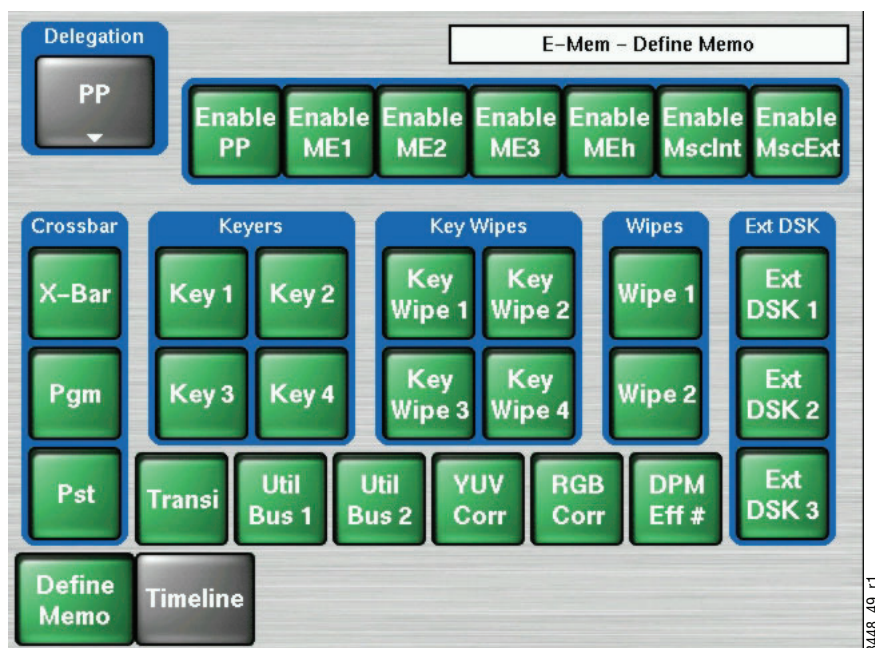 Delegation
E-Mem - Define Memo
PP
Enable PP
Enable ME1
Enable ME2
Enable ME3
Enable MEh
Enable MscInt
Enable MscExt
Crossbar
Keyers
Key Wipes
Wipes
Ext DSK
X-Bar
Key 1
Key 2
Key Wipe 1
Key Wipe 2
Wipe 1
Ext DSK 1
Pgm
Key 3
Key 4
Key Wipe 3
Key Wipe 4
Wipe 2
Ext DSK 2
Pst
Transi
Util Bus 1
Util Bus 2
YUV Corr
RGB Corr
DPM Eff #
Ext DSK 3
Define Memo
Timeline